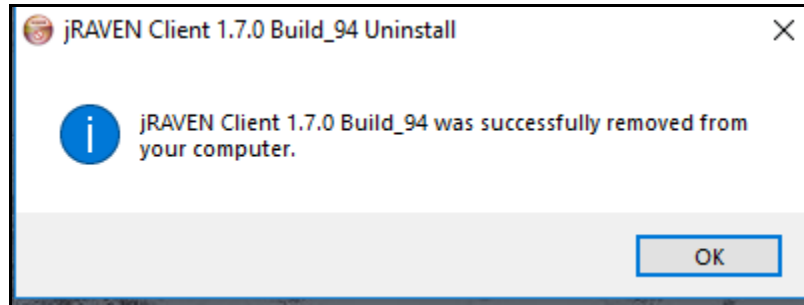 jRAVEN Client 1.7.0 Build_94 Uninstall
jRAVEN Client 1.7.0 Build_94 was successfully removed from
your computer.
OK